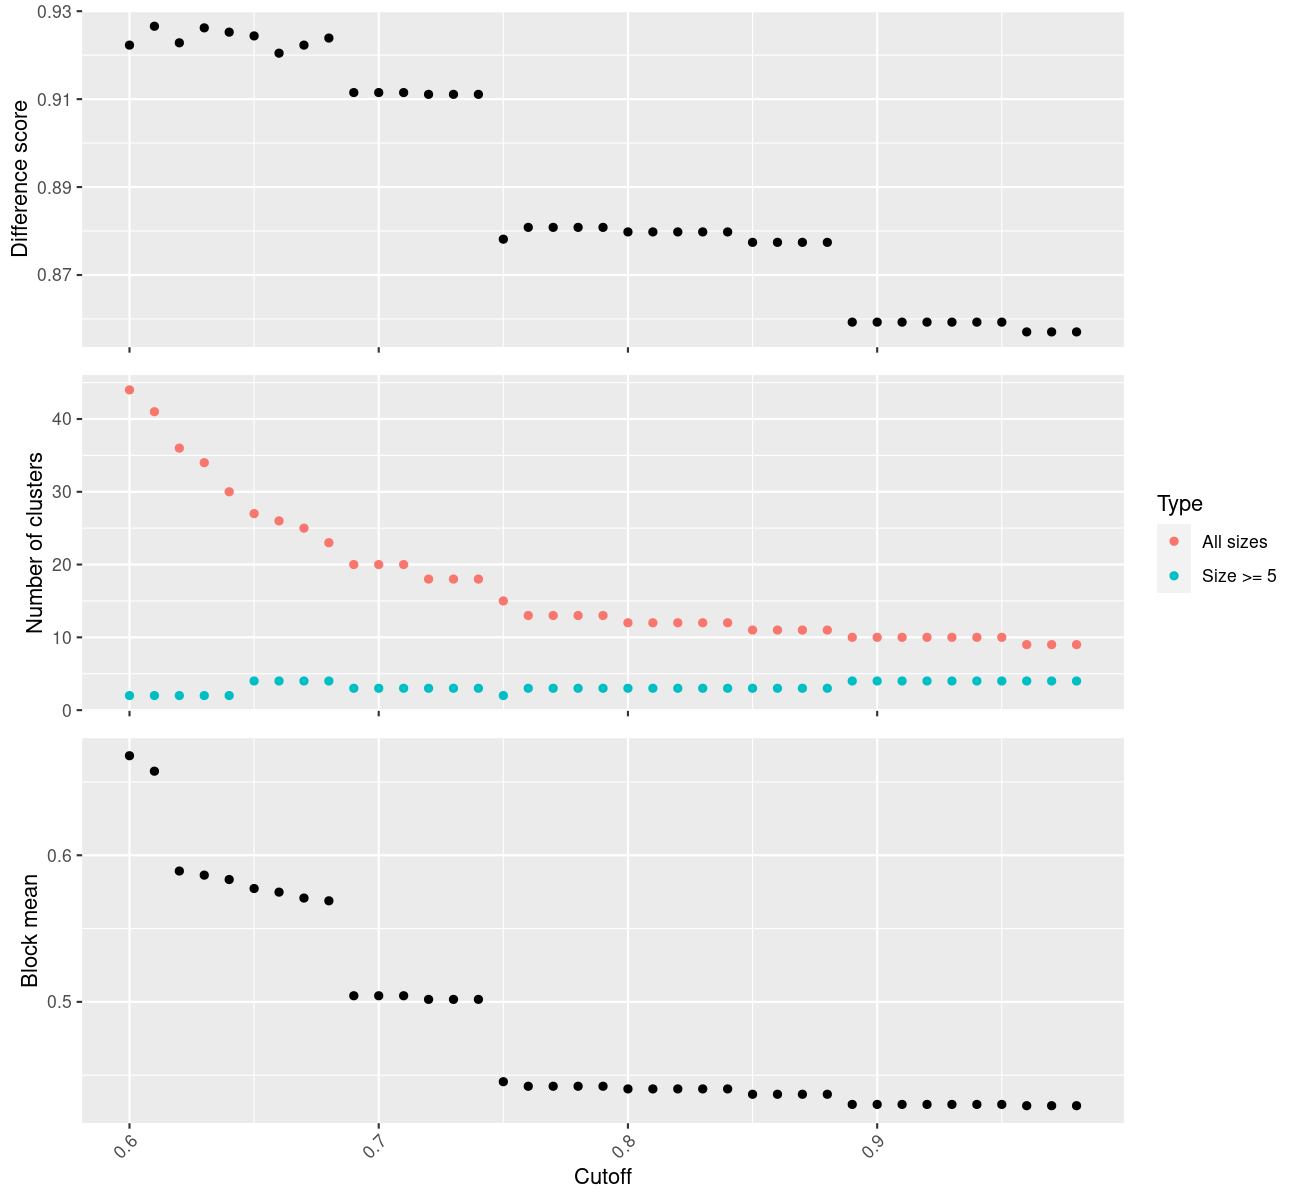 0.93
0.91
0.89
0.87
Difference score
40
30
20
10
0
Number of clusters
Type
All sizes
Size >= 5
0.6
0.5
Block mean
0.6
0.7
0.8
0.9
Cutoff